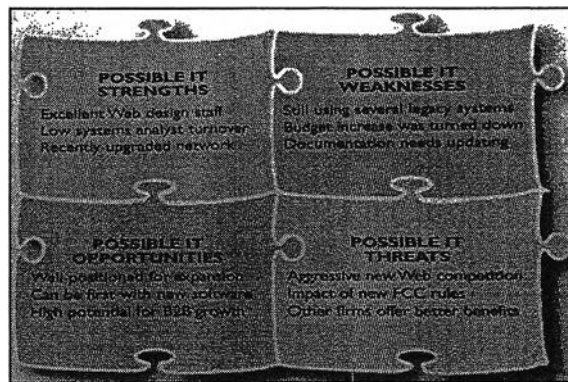 POSSIBLE IT
STRENGTHS
Excellent Web design staff
Low systems analyst turnover
Recently upgraded network
POSSIBLE IT
WEAKNESSES
Still using several legacy systems
Budget increase was turned down
Documentation needs updating
POSSIBLE IT
OPPORTUNITIES
Well-positioned for expansion
Can be first with new software
High potential for B2B growth
POSSIBLE IT
THREATS
Aggressive new Web competition
Impact of new FCC rules
Other firms offer better benefits